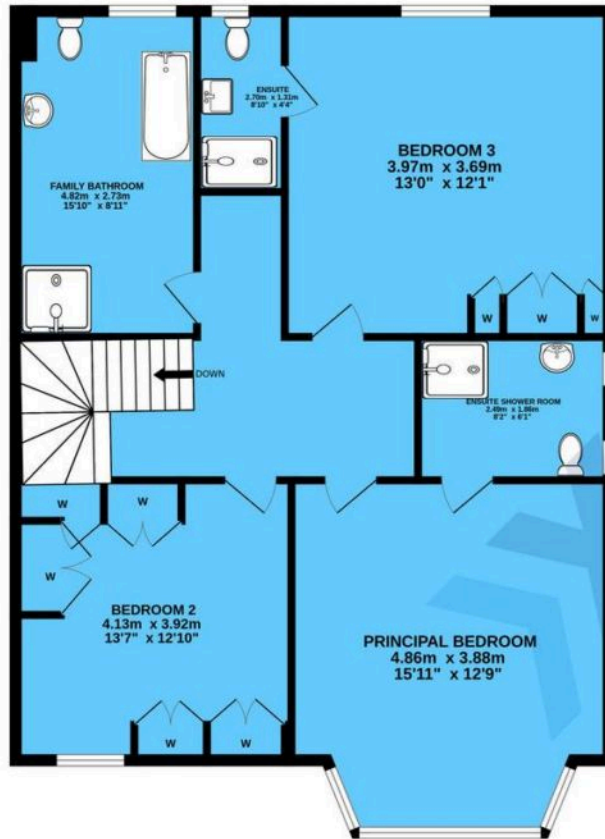 ENSUITE
2.70m x 1.31m
8'10" x 4'4"
BEDROOM 3
3.97m x 3.69m
13'0" x 12'1"
FAMILY BATHROOM
4.82m x 2.73m
15'10" x 8'11"
W
W
W
DOWN
ENSUITE SHOWER ROOM
2.49m x 1.86m
8'2" x 6'1"
W
W
W
BEDROOM 2
4.13m x 3.92m
13'7" x 12'10"
PRINCIPAL BEDROOM
4.86m x 3.88m
15'11" x 12'9"
W
W